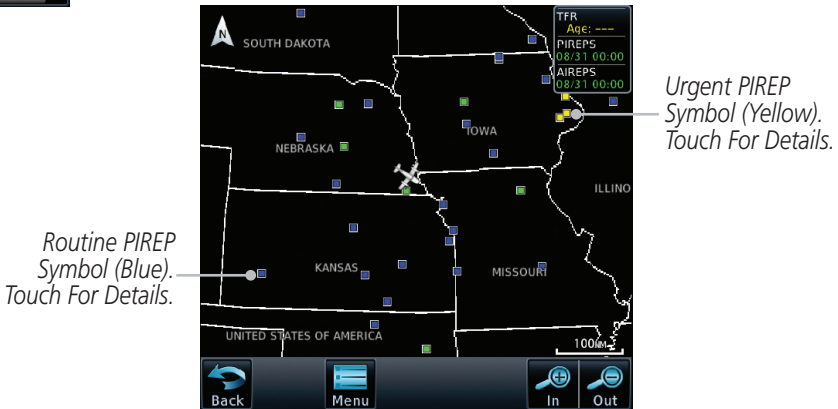 N
SOUTH DAKOTA
TFR
Age: ---
PIREPS
08/31 00:00
AIREPS
08/31 00:00
Urgent PIREP
Symbol (Yellow).
Touch For Details.
IOWA
NEBRASKA
ILLINO
Routine PIREP
Symbol (Blue).
Touch For Details.
KANSAS
MISSOURI
UNITED STATES OF AMERICA
100NM
Back
Menu
In
Out